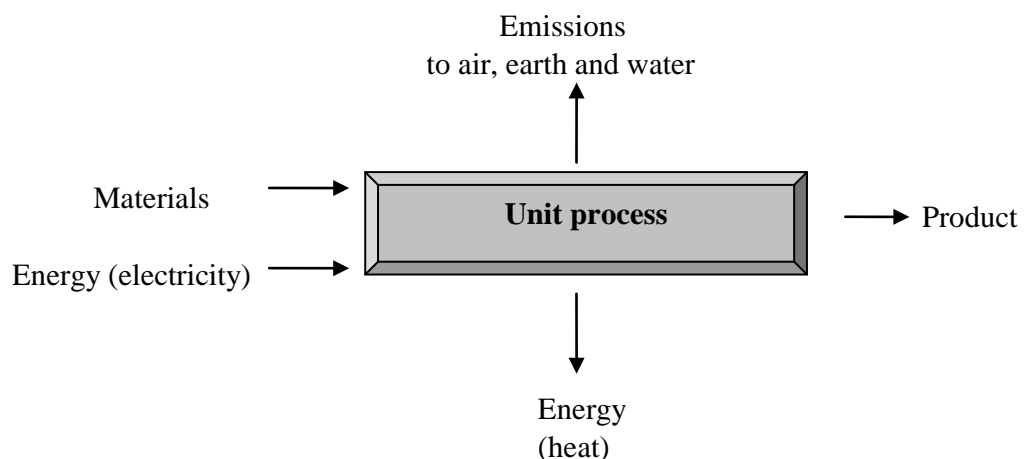 Emissions
to air, earth and water
Materials
Unit process
Product
Energy (electricity)
Energy
(heat)